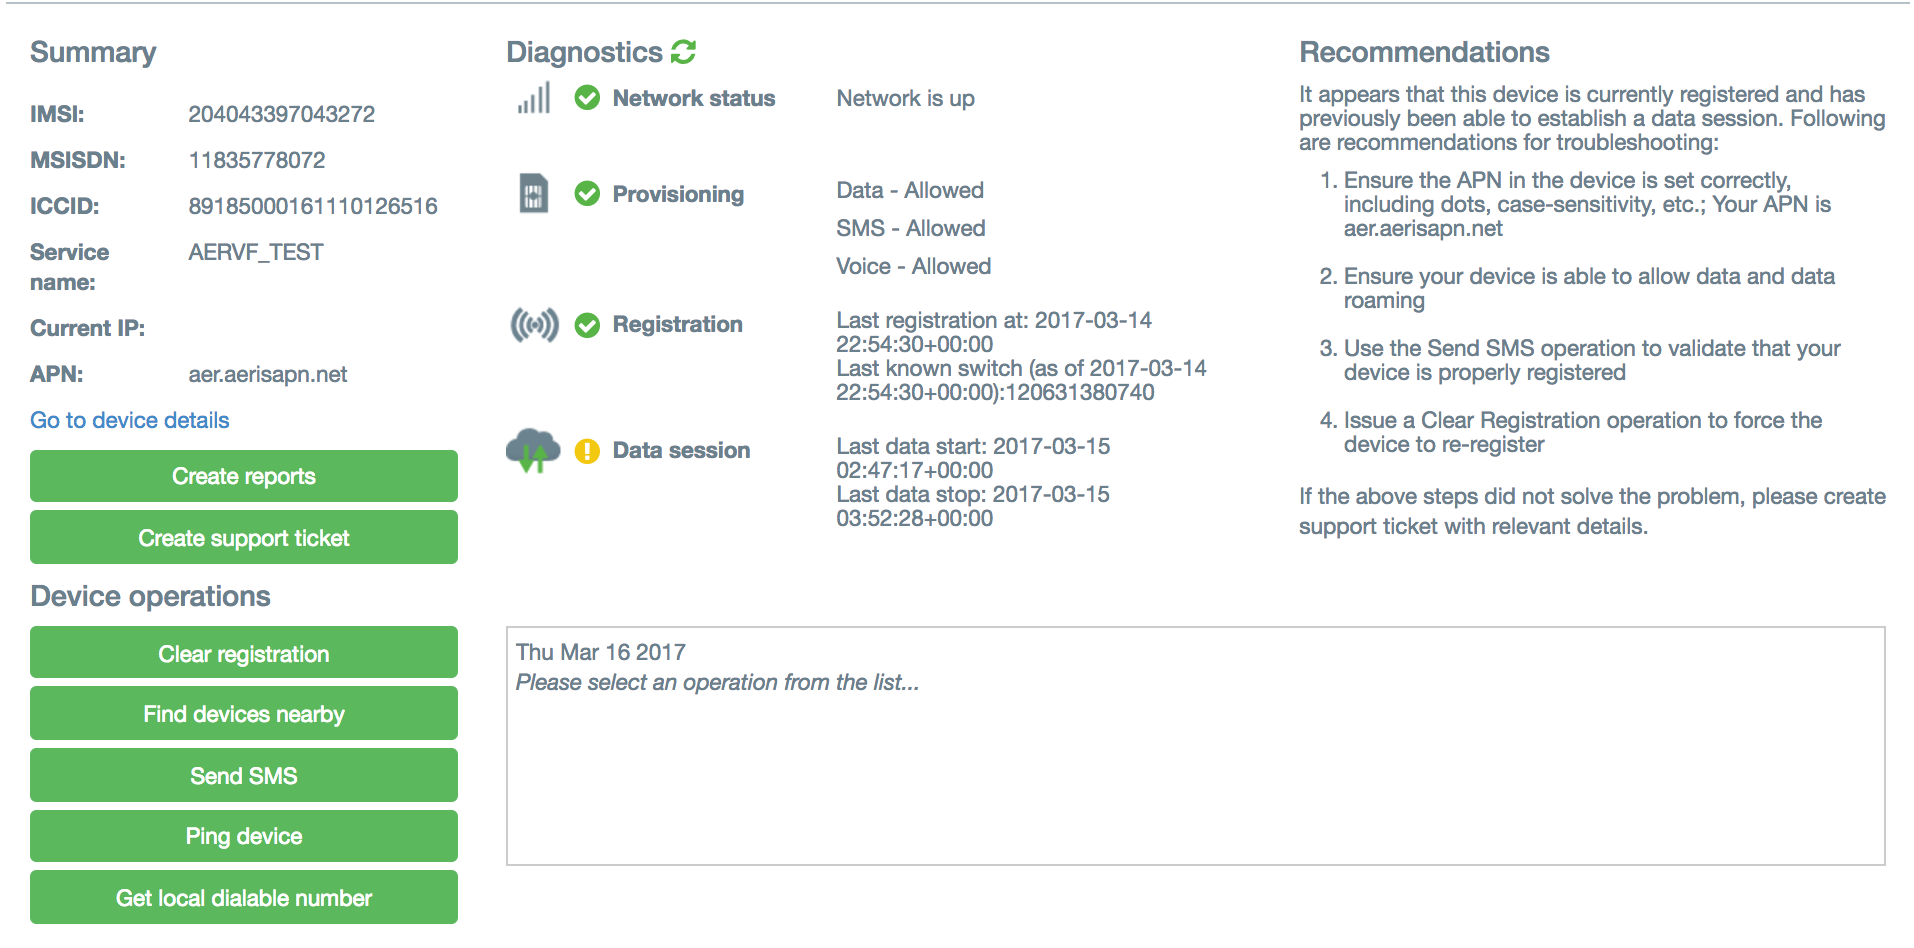 Summary
IMSI: 204043397043272
MSISDN: 11835778072
ICCID: 89185000161110126516
Service name: AERVF_TEST
Current IP:
APN: aer.aerisapn.net
Go to device details
Create reports
Create support ticket
Diagnostics
Network status Network is up
Provisioning Data - Allowed
SMS - Allowed
Voice - Allowed
Registration Last registration at: 2017-03-14
22:54:30+00:00
Last known switch (as of 2017-03-14
22:54:30+00:00):120631380740
Data session Last data start: 2017-03-15
02:47:17+00:00
Last data stop: 2017-03-15
03:52:28+00:00
Recommendations
It appears that this device is currently registered and has
previously been able to establish a data session. Following
are recommendations for troubleshooting:
1. Ensure the APN in the device is set correctly,
including dots, case-sensitivity, etc.; Your APN is
aer.aerisapn.net
2. Ensure your device is able to allow data and data
roaming
3. Use the Send SMS operation to validate that your
device is properly registered
4. Issue a Clear Registration operation to force the
device to re-register
If the above steps did not solve the problem, please create
support ticket with relevant details.
Device operations
Clear registration
Find devices nearby
Send SMS
Ping device
Get local dialable number
Thu Mar 16 2017
Please select an operation from the list...